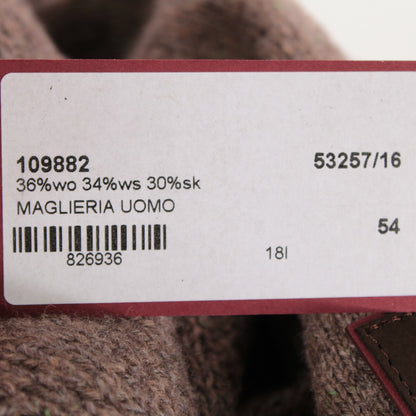 109882 53257/16
36%wo 34%ws 30%sk
MAGLIERIA UOMO
54
826936 18I